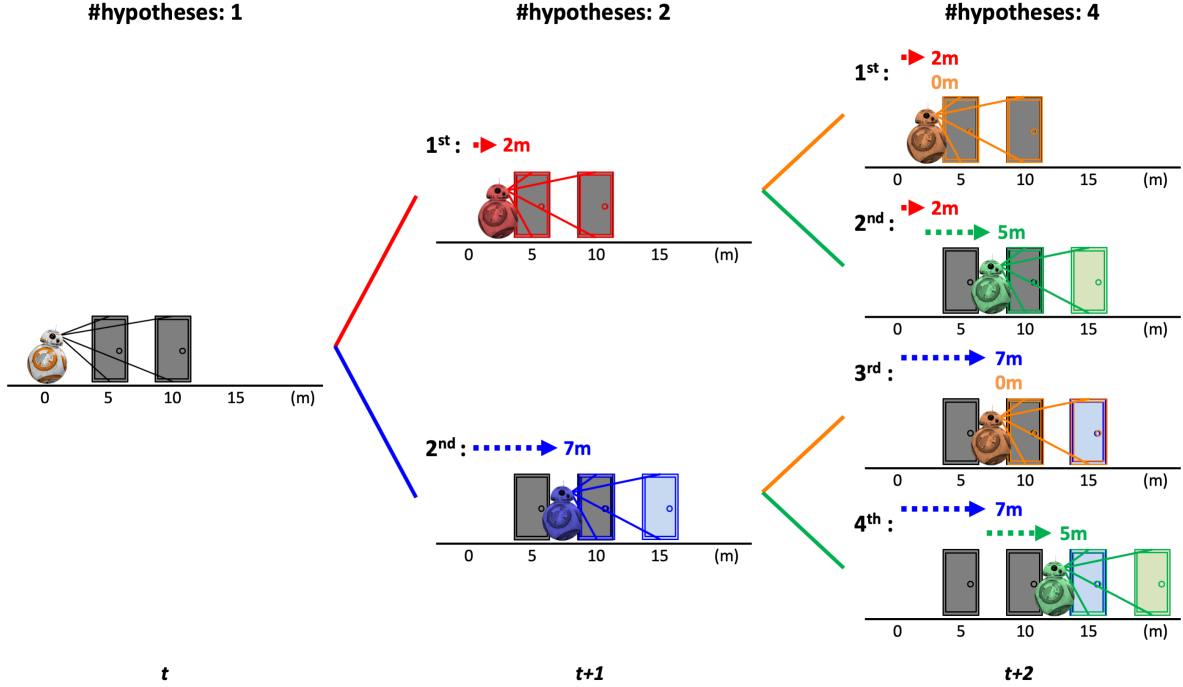 #hypotheses: 1
#hypotheses: 2
#hypotheses: 4
0 5 10 15 (m)
1st : 2m
0 5 10 15 (m)
2nd : 7m
0 5 10 15 (m)
1st : 2m
0m
0 5 10 15 (m)
2nd : 2m
5m
0 5 10 15 (m)
3rd : 7m
0m
0 5 10 15 (m)
4th : 7m
5m
0 5 10 15 (m)
t
t+1
t+2